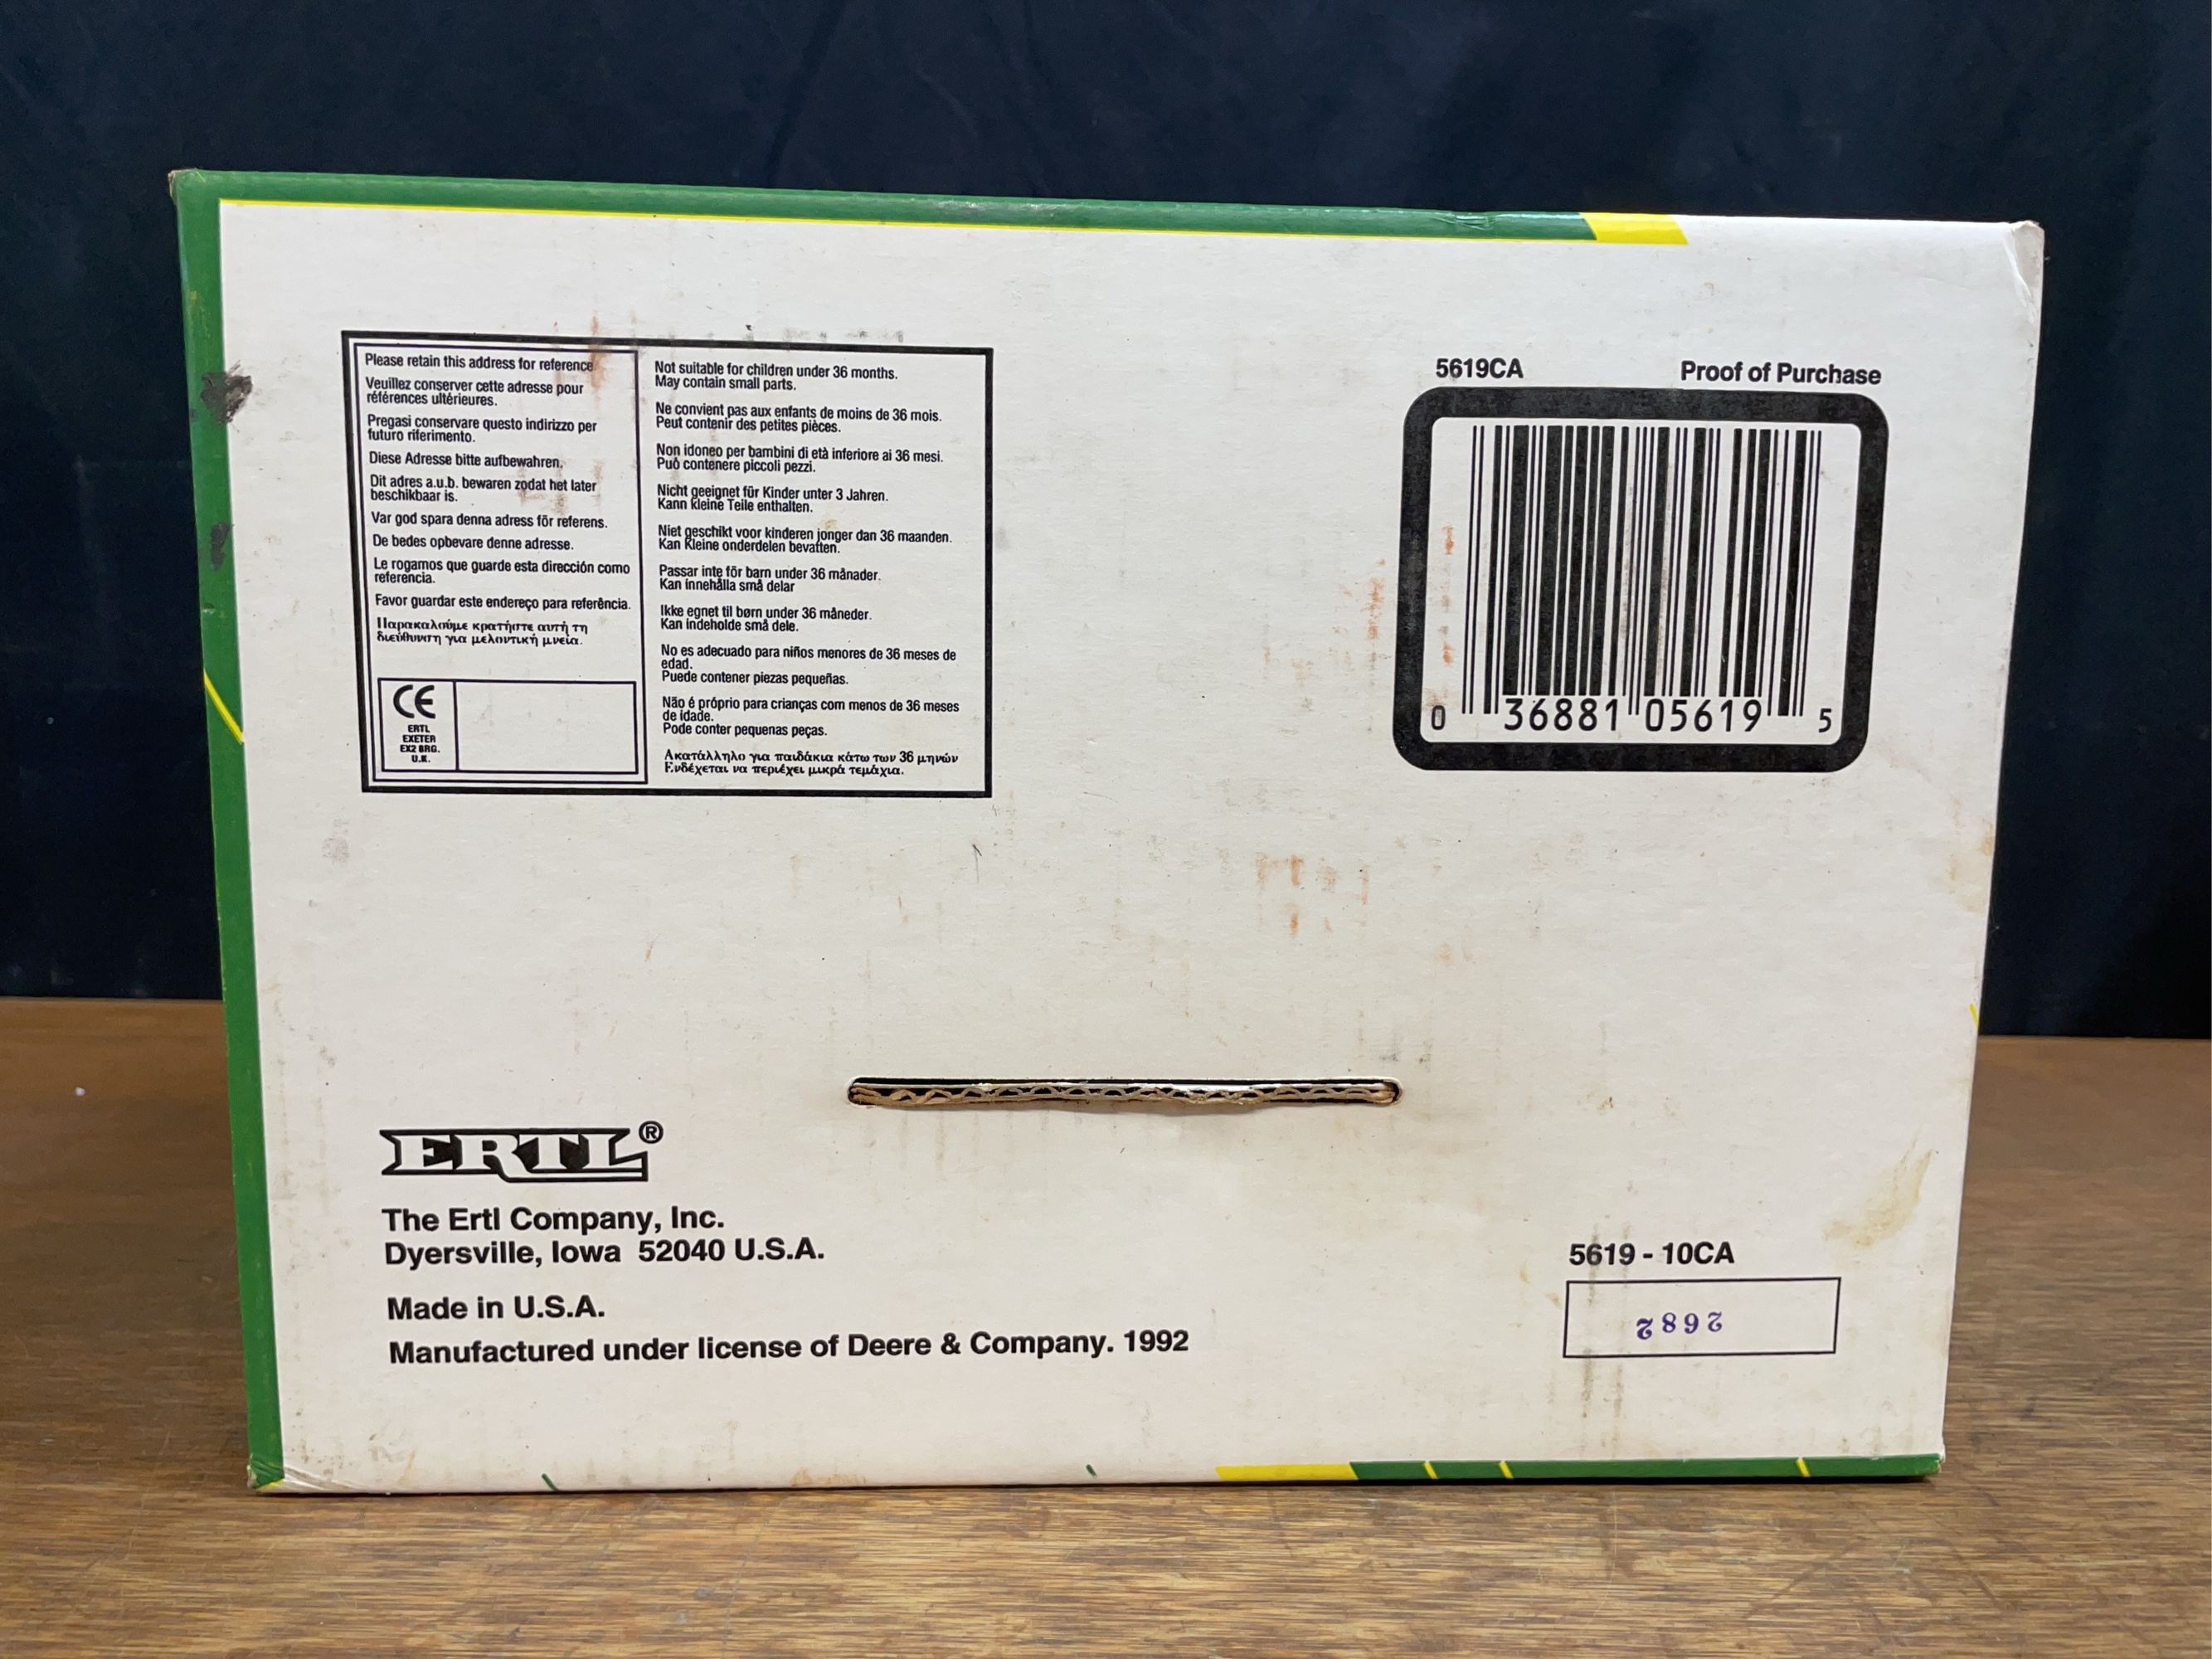 Please retain this address for reference
Veuillez conserver cette adresse pour
références ultérieures.
Pregasi conservare questo indirizzo per
futuro riferimento.
Diese Adresse bitte aufbewahren.
Dit adres a.u.b. bewaren zodat het later
beschikbaar is.
Var god spara denna adress för referens.
De bedes opbevare denne adresse.
Le rogamos que guarde esta dirección como
referencia.
Favor guardar este endereço para referência.
Παρακαλούμε κρατήστε αυτή τη
διεύθυνση για μελοντική μνεία.
CE
ERTL
EXETER
EX2 8RG.
U.K.
Not suitable for children under 36 months.
May contain small parts.
Ne convient pas aux enfants de moins de 36 mois.
Peut contenir des petites pièces.
Non idoneo per bambini di età inferiore ai 36 mesi.
Può contenere piccoli pezzi.
Nicht geeignet für Kinder unter 3 Jahren.
Kann kleine Teile enthalten.
Niet geschikt voor kinderen jonger dan 36 maanden.
Kan Kleine onderdelen bevatten.
Passar inte för barn under 36 månader.
Kan innehålla små delar
Ikke egnet til børn under 36 måneder.
Kan indeholde små dele.
No es adecuado para niños menores de 36 meses de
edad.
Puede contener piezas pequeñas.
Não é próprio para crianças com menos de 36 meses
de idade.
Pode conter pequenas peças.
Ακατάλληλο για παιδάκια κάτω των 36 μηνών
Ενδέχεται να περιέχει μικρά τεμάχια.
5619CA Proof of Purchase
0 36881 05619 5
ERTL®
The Ertl Company, Inc.
Dyersville, Iowa 52040 U.S.A.
Made in U.S.A.
Manufactured under license of Deere & Company. 1992
5619 - 10CA
2682